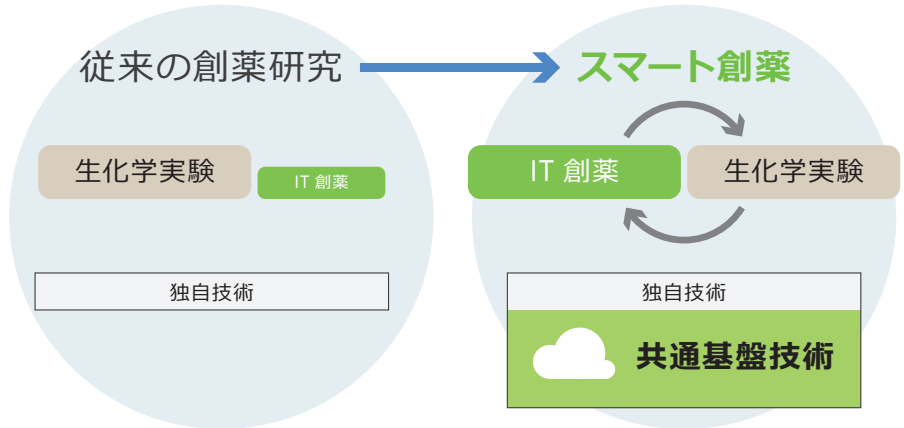 従来の創薬研究
スマート創薬
生化学実験
IT 創薬
IT 創薬
生化学実験
独自技術
独自技術
共通基盤技術